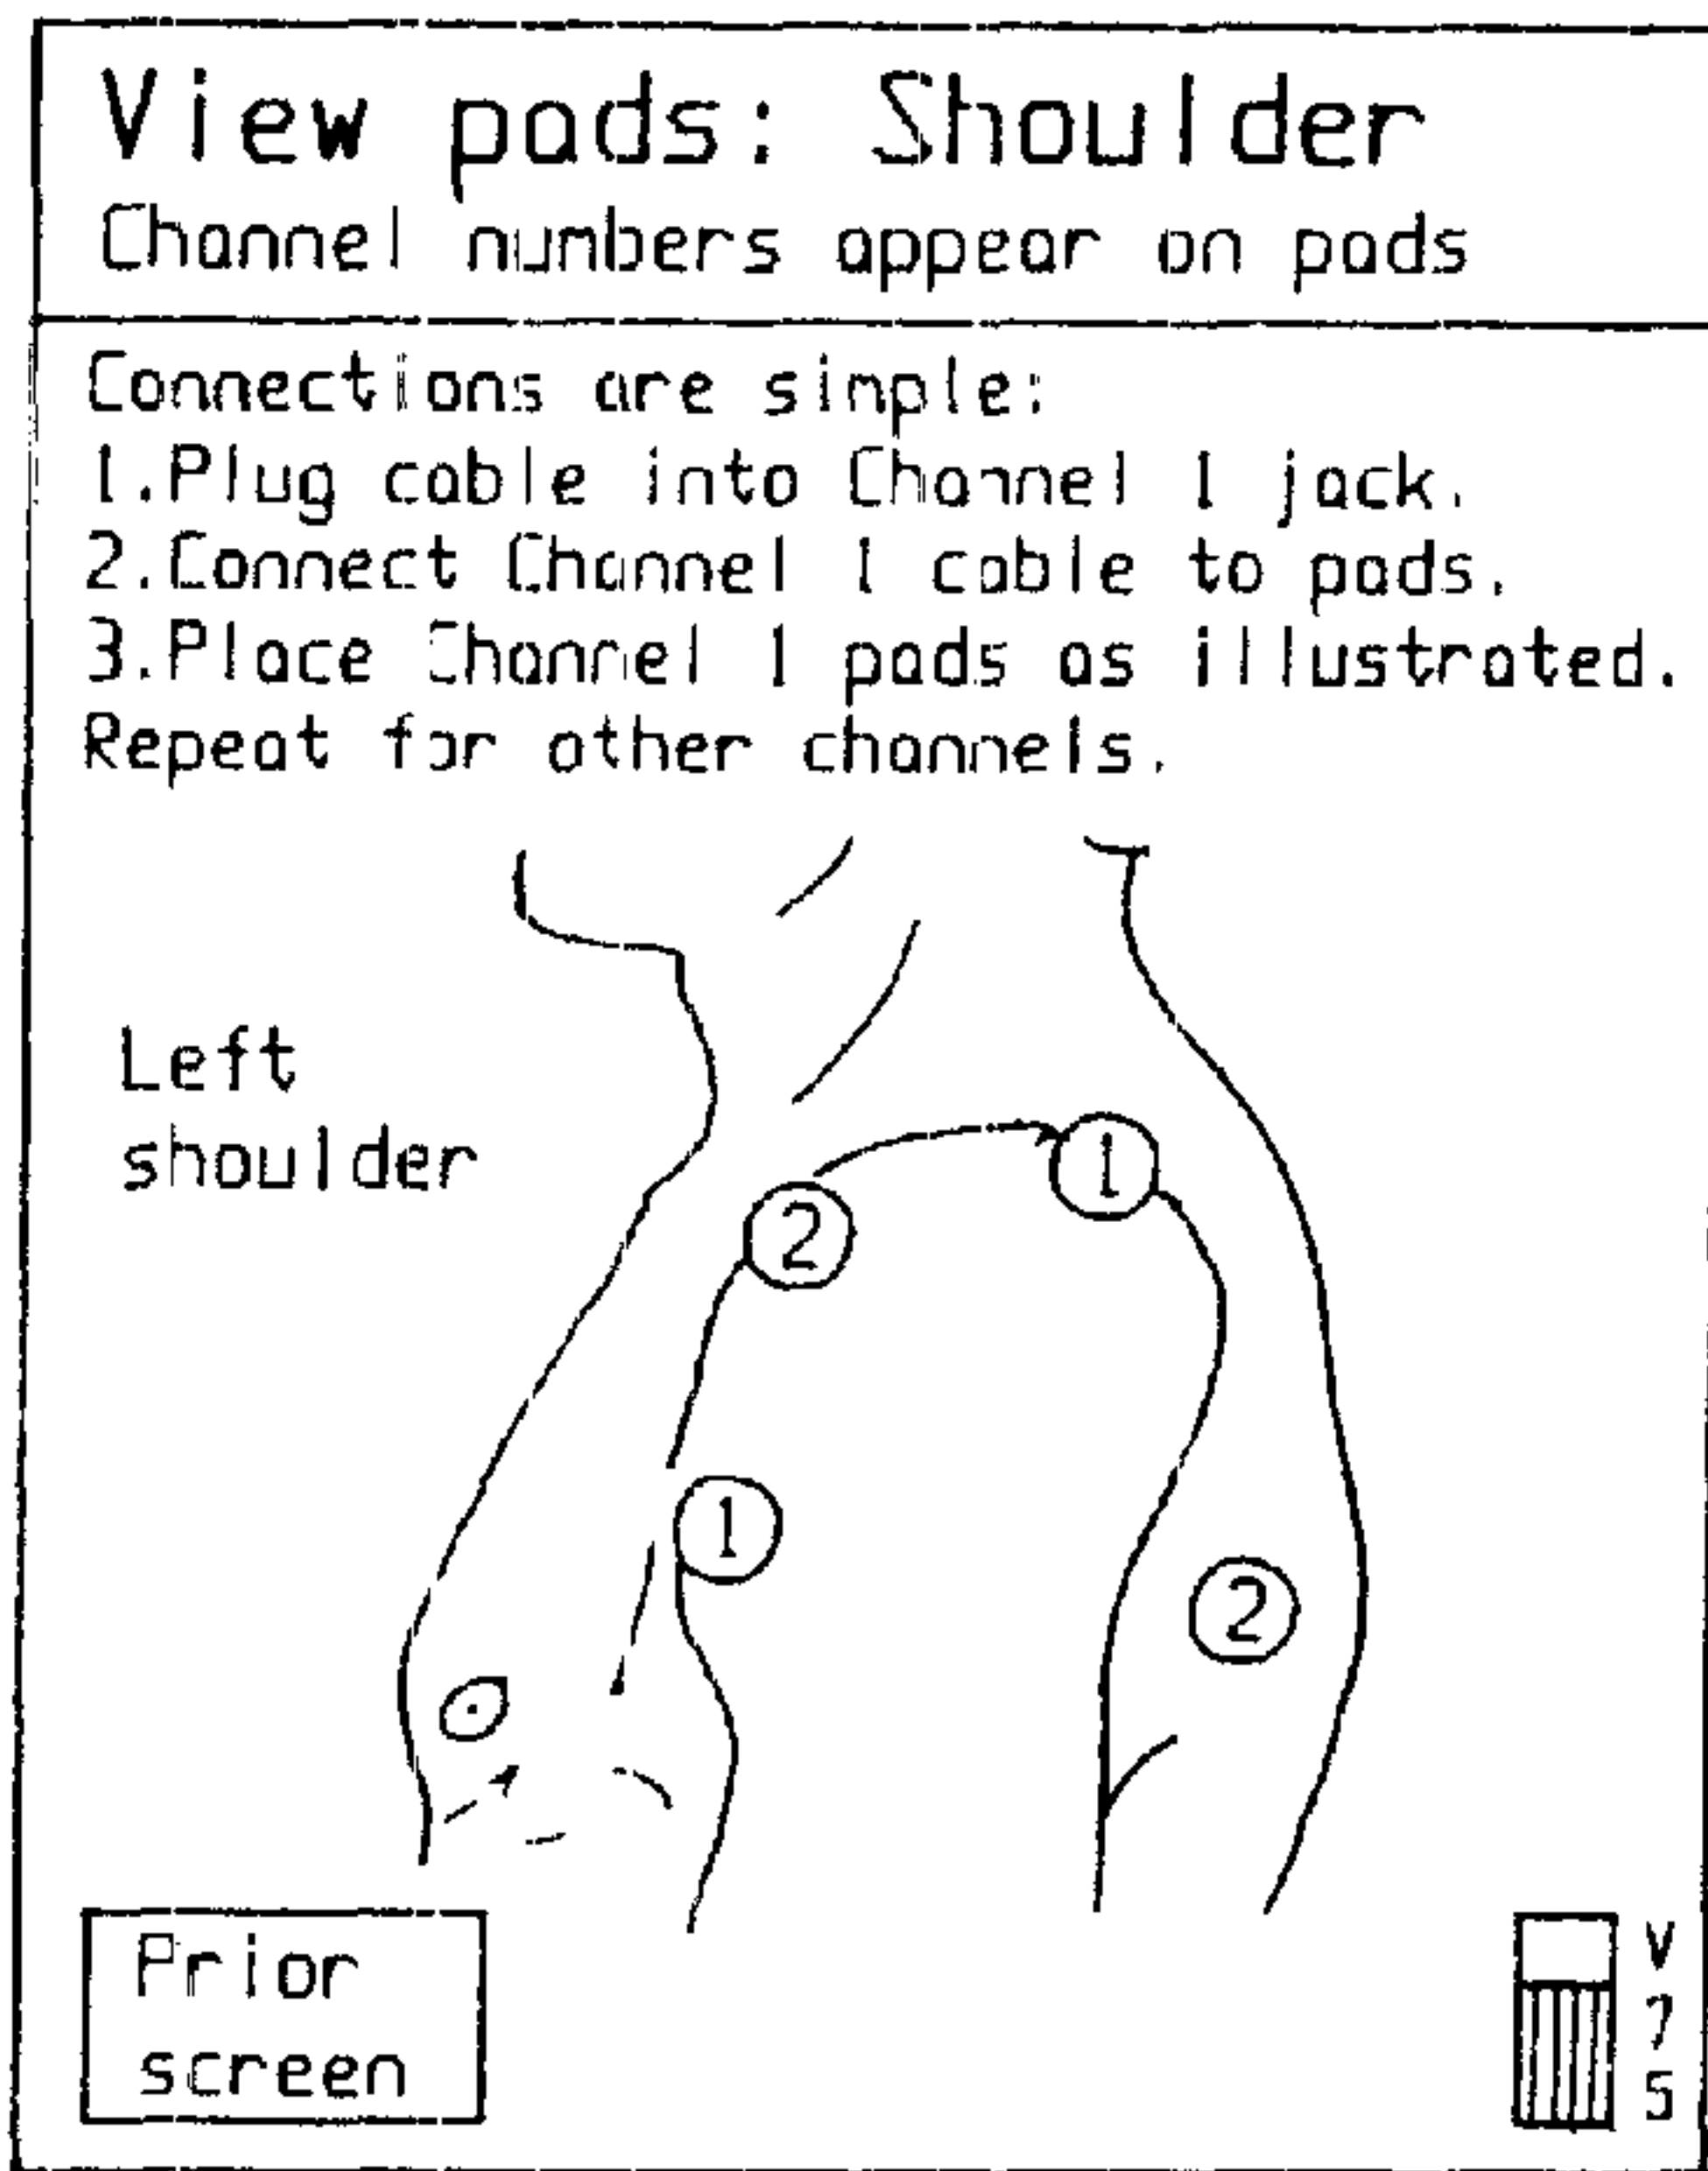 View pads: Shoulder
Channel numbers appear on pads
Connections are simple:
1.Plug cable into Channel 1 jack.
2.Connect Channel 1 cable to pads.
3.Place Channel 1 pads as illustrated.
Repeat for other channels.
Left
shoulder
1
2
1
2
Prior
screen
V
7
5